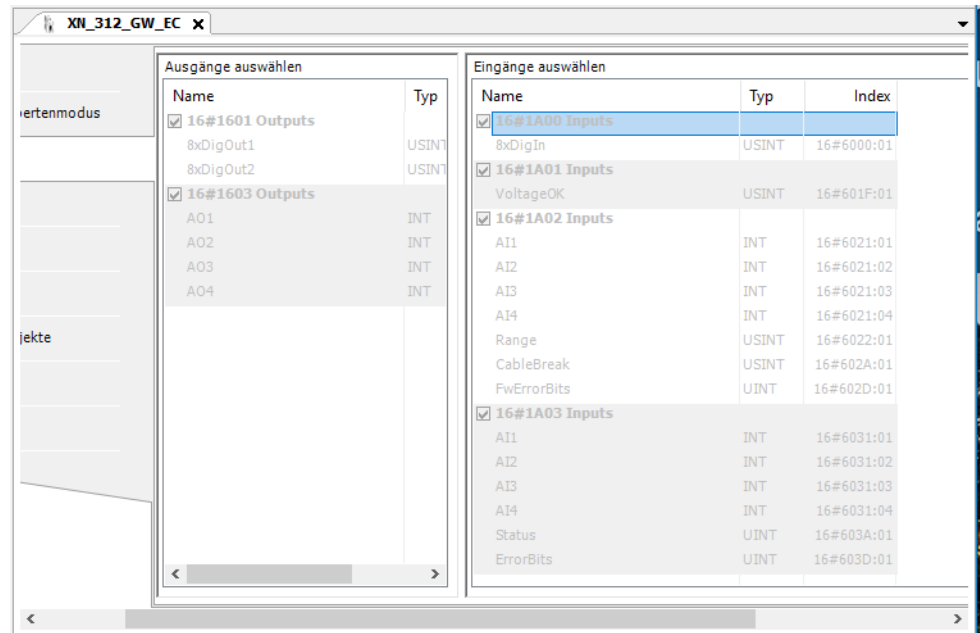 XN_312_GW_EC
ertenmodus
jekte
Ausgänge auswählen
Name Typ
16#1601 Outputs
8xDigOut1 USINT
8xDigOut2 USINT
16#1603 Outputs
AO1 INT
AO2 INT
AO3 INT
AO4 INT
Eingänge auswählen
Name Typ Index
16#1A00 Inputs
8xDigIn USINT 16#6000:01
16#1A01 Inputs
VoltageOK USINT 16#601F:01
16#1A02 Inputs
AI1 INT 16#6021:01
AI2 INT 16#6021:02
AI3 INT 16#6021:03
AI4 INT 16#6021:04
Range USINT 16#6022:01
CableBreak USINT 16#602A:01
FwErrorBits UINT 16#602D:01
16#1A03 Inputs
AI1 INT 16#6031:01
AI2 INT 16#6031:02
AI3 INT 16#6031:03
AI4 INT 16#6031:04
Status UINT 16#603A:01
ErrorBits UINT 16#603D:01